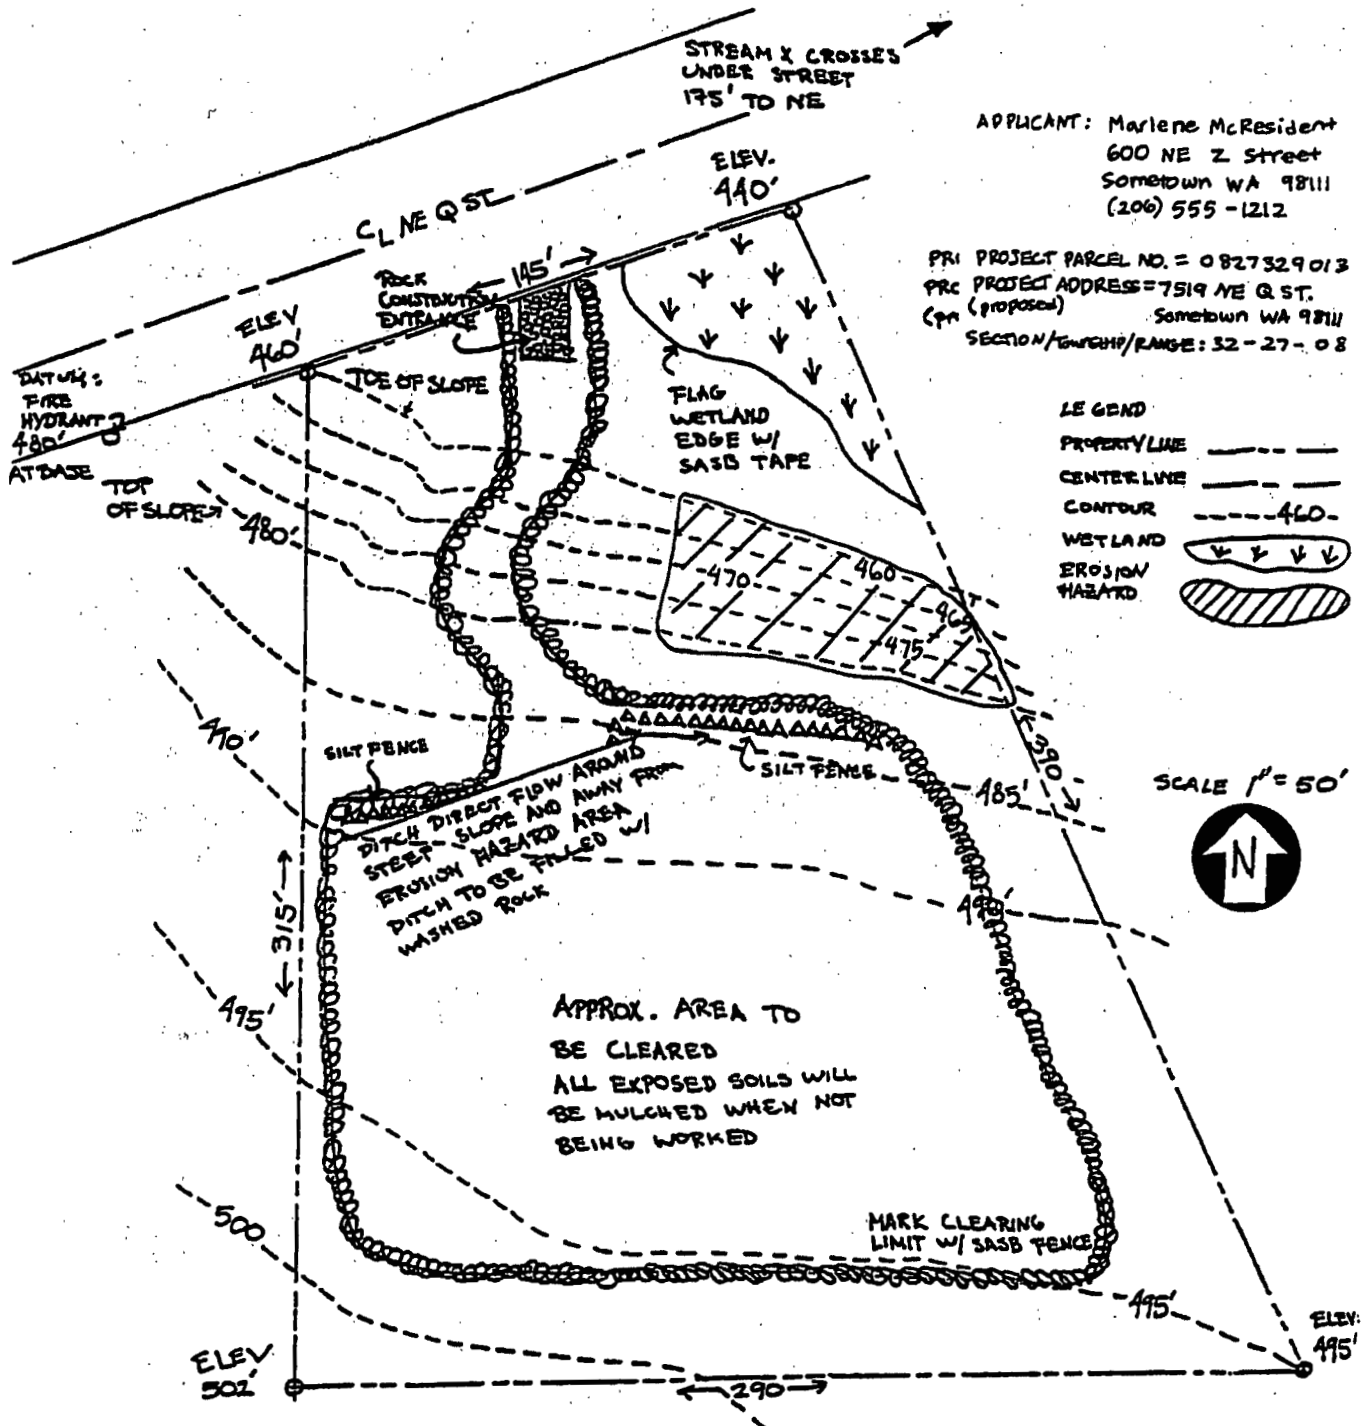 STREAM X CROSSES
UNDER STREET
175' TO NE
APPLICANT: Marlene McResident
600 NE Z Street
Sometown WA 98111
(206) 555-1212
PRI PROJECT PARCEL NO. = 0827329013
PRC PROJECT ADDRESS = 7519 NE Q ST.
(pri (proposed) Sometown WA 98111
SECTION/TOWNSHIP/RANGE: 32-27-08
ELEV.
440'
CL NE Q ST
145'
ROCK
CONSTRUCTION
ENTRANCE
ELEV
460'
TOE OF SLOPE
DATUM:
FIRE
HYDRANT
480'
AT BASE
TOP
OF SLOPE
480'
FLAG
WETLAND
EDGE W/
SASB TAPE
LEGEND
PROPERTY LINE
CENTERLINE
CONTOUR 460
WETLAND
EROSION
HAZARD
460
465
470
475
390
490'
SILT FENCE
SILT FENCE
485'
DITCH DIRECT FLOW AROUND
STEEP SLOPE AND AWAY FROM
EROSION HAZARD AREA
DITCH TO BE FILLED W/
WASHED ROCK
SCALE 1" = 50'
N
490'
315'
495'
APPROX. AREA TO
BE CLEARED
ALL EXPOSED SOILS WILL
BE MULCHED WHEN NOT
BEING WORKED
500
MARK CLEARING
LIMIT W/ SASB FENCE
495'
ELEV.
495'
ELEV
502'
290